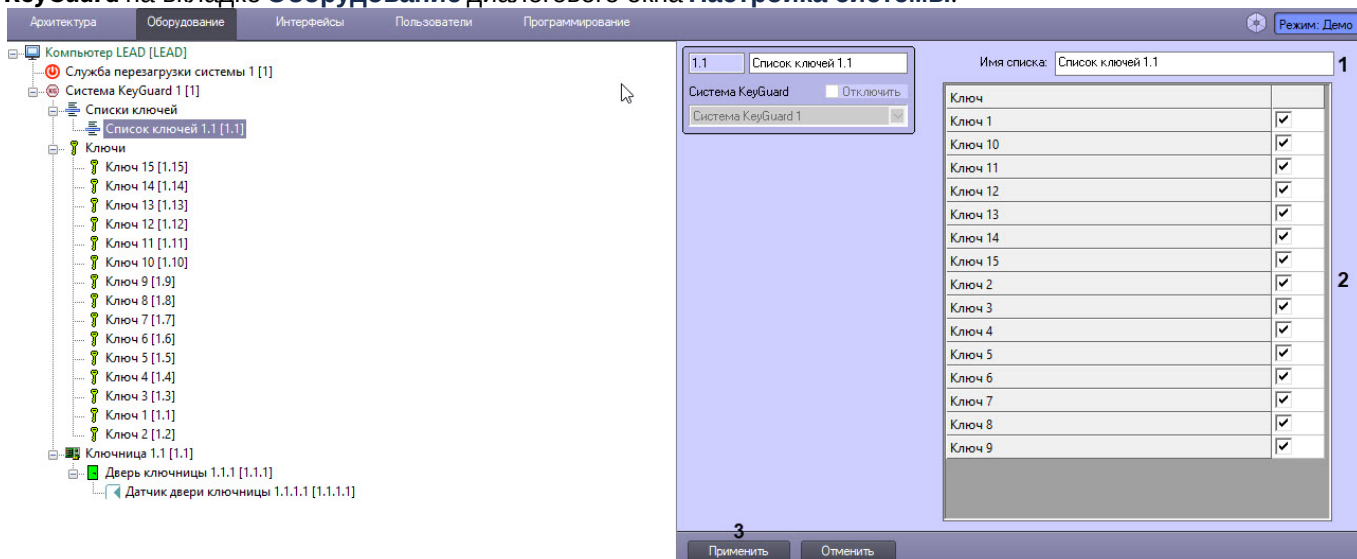 KeyGuard на вкладке Оборудование диалогового окна Настройка системы.
Архитектура Оборудование Интерфейсы Пользователи Программирование Режим: Демо
Компьютер LEAD [LEAD]
Служба перезагрузки системы 1 [1]
Система KeyGuard 1 [1]
Списки ключей
Список ключей 1.1 [1.1]
Ключи
Ключ 15 [1.15]
Ключ 14 [1.14]
Ключ 13 [1.13]
Ключ 12 [1.12]
Ключ 11 [1.11]
Ключ 10 [1.10]
Ключ 9 [1.9]
Ключ 8 [1.8]
Ключ 7 [1.7]
Ключ 6 [1.6]
Ключ 5 [1.5]
Ключ 4 [1.4]
Ключ 3 [1.3]
Ключ 1 [1.1]
Ключ 2 [1.2]
Ключница 1.1 [1.1]
Дверь ключницы 1.1.1 [1.1.1]
Датчик двери ключницы 1.1.1.1 [1.1.1.1]
1.1 Список ключей 1.1
Система KeyGuard Отключить
Система KeyGuard 1
Имя списка: Список ключей 1.1 1
Ключ
Ключ 1
Ключ 10
Ключ 11
Ключ 12
Ключ 13
Ключ 14
Ключ 15
Ключ 2 2
Ключ 3
Ключ 4
Ключ 5
Ключ 6
Ключ 7
Ключ 8
Ключ 9
3
Применить Отменить